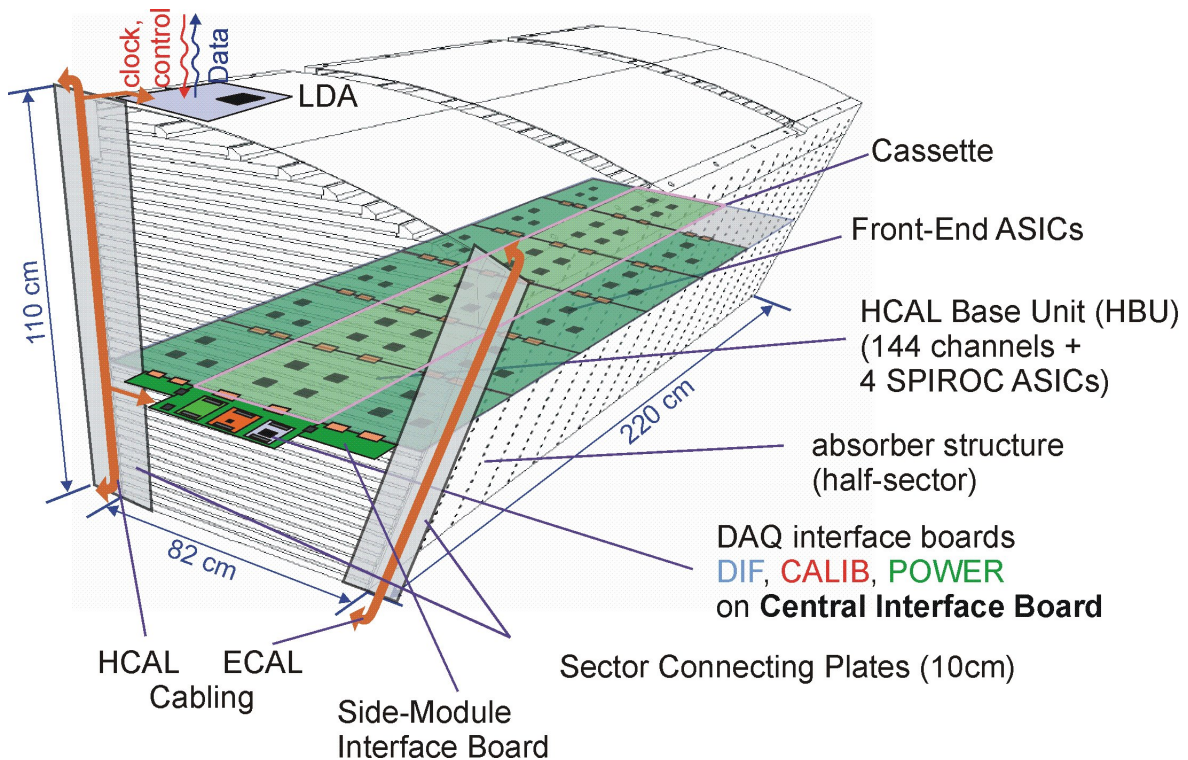 clock,
control
Data
LDA
Cassette
Front-End ASICs
HCAL Base Unit (HBU)
(144 channels +
4 SPIROC ASICs)
110 cm
220 cm
absorber structure
(half-sector)
82 cm
DAQ interface boards
DIF, CALIB, POWER
on Central Interface Board
HCAL ECAL
Cabling
Sector Connecting Plates (10cm)
Side-Module
Interface Board